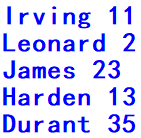 Irving 11
Leonard 2
James 23
Harden 13
Durant 35